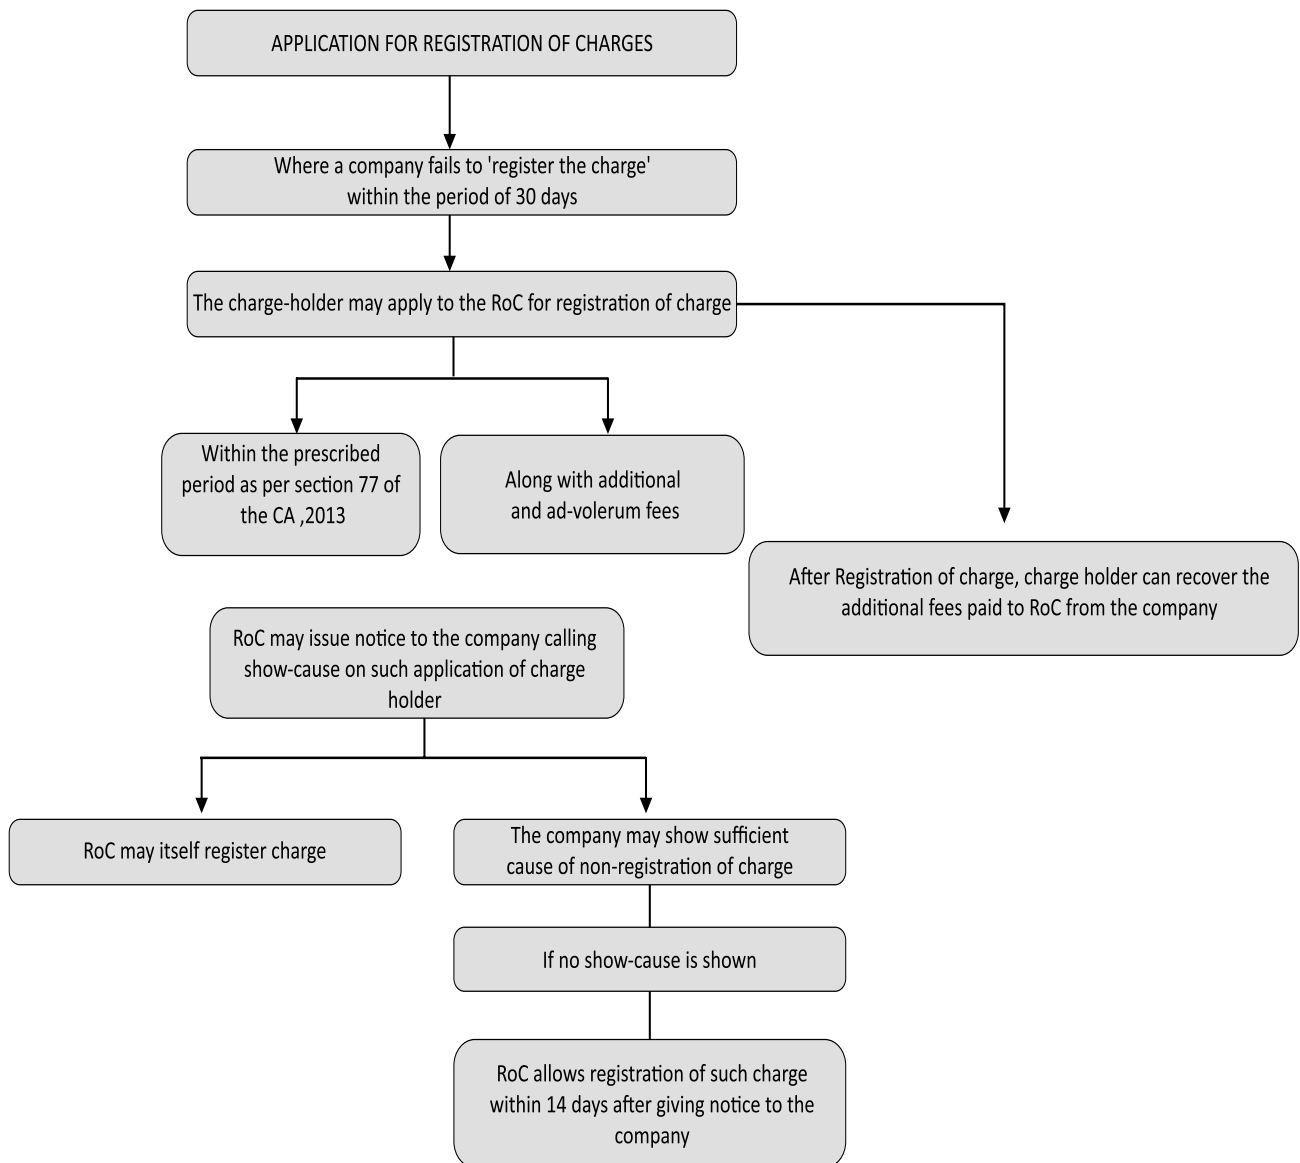 APPLICATION FOR REGISTRATION OF CHARGES
Where a company fails to 'register the charge'
within the period of 30 days
The charge-holder may apply to the RoC for registration of charge
Within the prescribed
period as per section 77 of
the CA ,2013
Along with additional
and ad-volerum fees
After Registration of charge, charge holder can recover the
additional fees paid to RoC from the company
RoC may issue notice to the company calling
show-cause on such application of charge
holder
RoC may itself register charge
The company may show sufficient
cause of non-registration of charge
If no show-cause is shown
RoC allows registration of such charge
within 14 days after giving notice to the
company